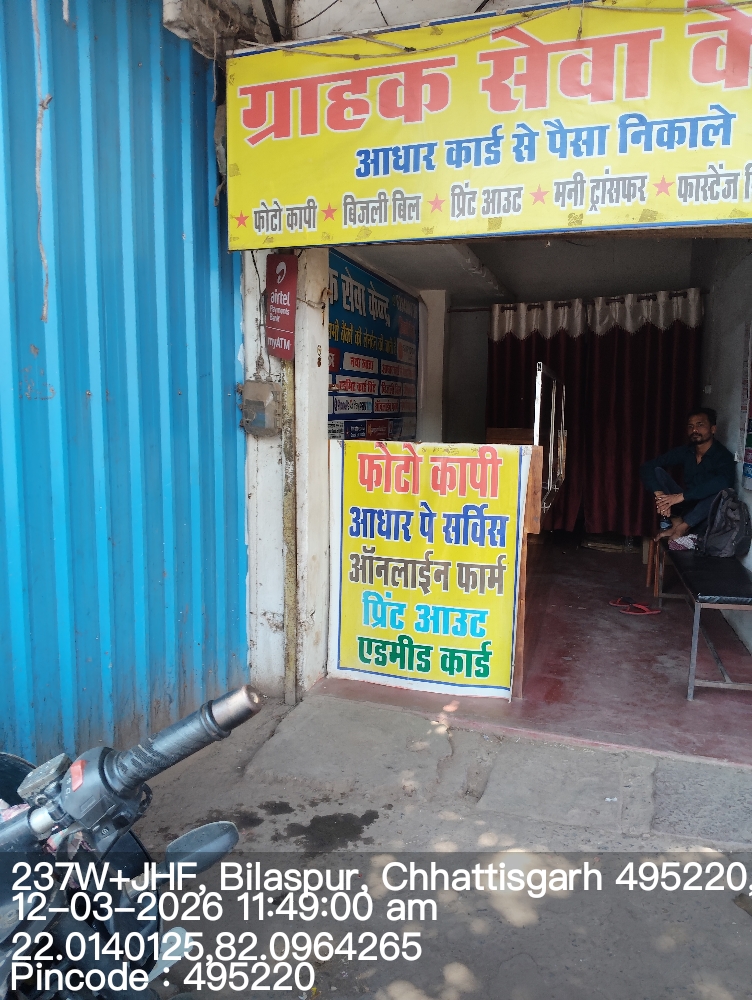 ग्राहक सेवा के
आधार कार्ड से पैसा निकाले
★ फोटो कापी ★ बिजली बिल ★ प्रिंट आउट ★ मनी ट्रांसफर ★ फास्टेंज
airtel
Payments
Bank
myATM
क सेवा केन्द्र
फोटो कापी
आधार पे सर्विस
ऑनलाईन फार्म
प्रिंट आउट
एडमीड कार्ड
237W+JHF, Bilaspur, Chhattisgarh 495220,
12-03-2026 11:49:00 am
22.0140125,82.0964265
Pincode : 495220